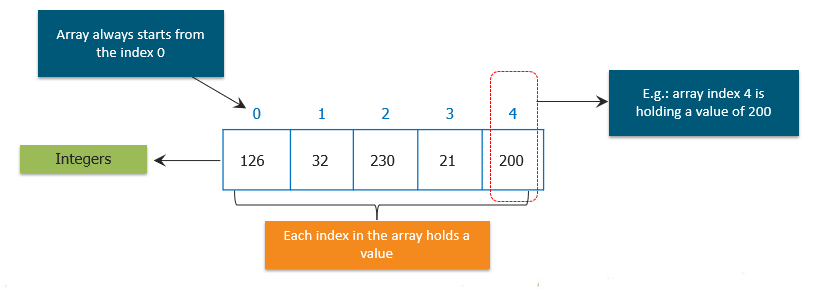 Array always starts from
the index 0
E.g.: array index 4 is
holding a value of 200
0 1 2 3 4
Integers
126 32 230 21 200
Each index in the array holds a
value